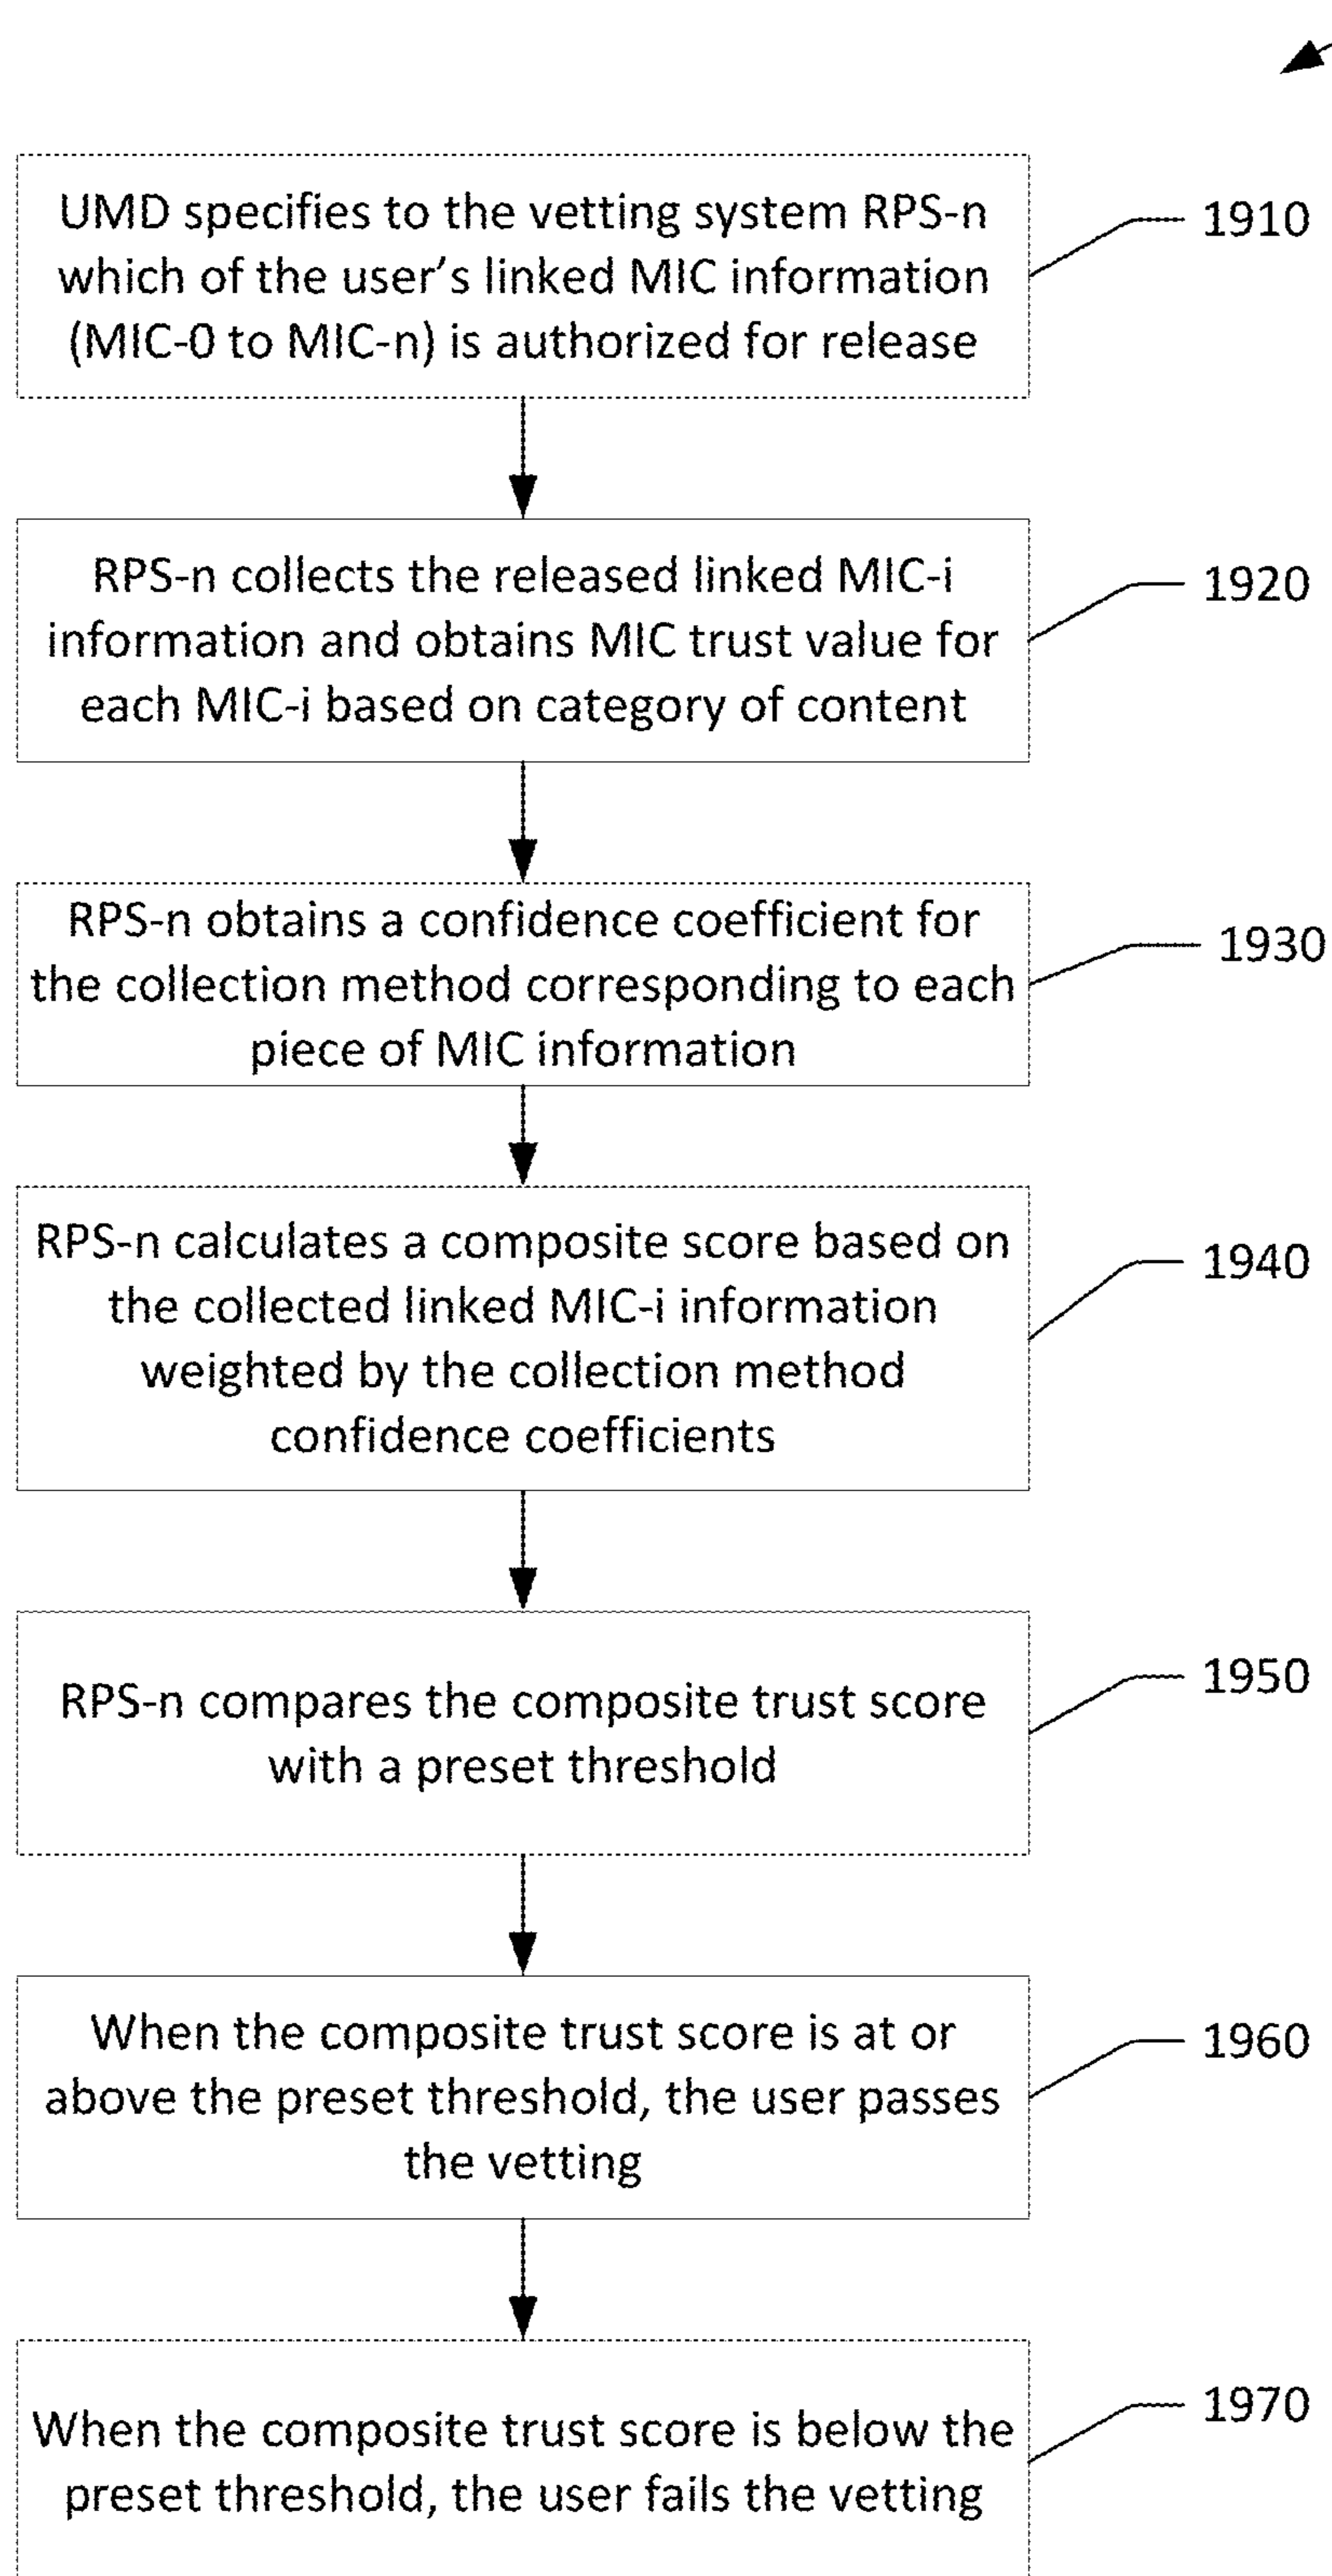 UMD specifies to the vetting system RPS-n
which of the user's linked MIC information
(MIC-0 to MIC-n) is authorized for release
1910
RPS-n collects the released linked MIC-i
information and obtains MIC trust value for
each MIC-i based on category of content
1920
RPS-n obtains a confidence coefficient for
the collection method corresponding to each
piece of MIC information
1930
RPS-n calculates a composite score based on
the collected linked MIC-i information
weighted by the collection method
confidence coefficients
1940
RPS-n compares the composite trust score
with a preset threshold
1950
When the composite trust score is at or
above the preset threshold, the user passes
the vetting
1960
When the composite trust score is below the
preset threshold, the user fails the vetting
1970